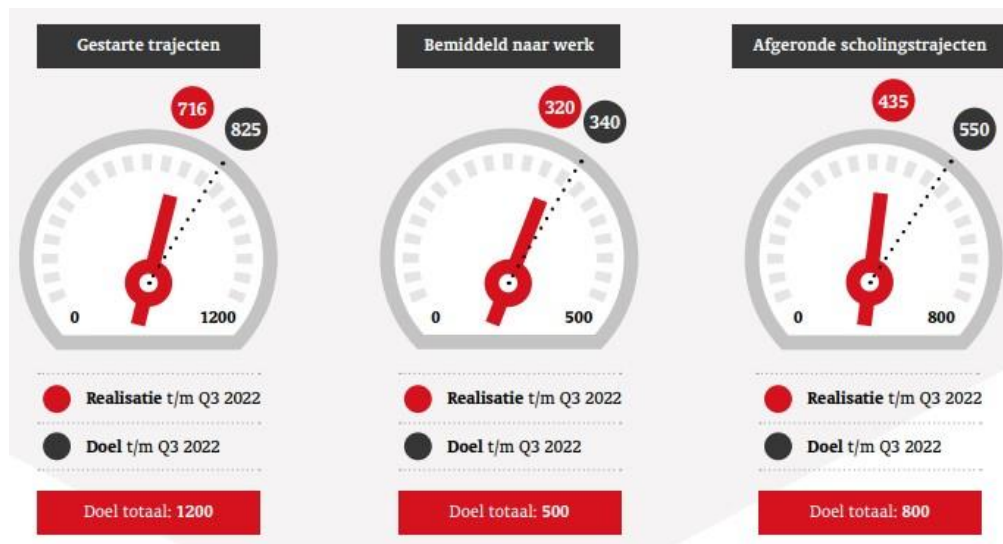 Gestarte trajecten
716
825
0
1200
Realisatie t/m Q3 2022
Doel t/m Q3 2022
Doel totaal: 1200
Bemiddeld naar werk
320
340
0
500
Realisatie t/m Q3 2022
Doel t/m Q3 2022
Doel totaal: 500
Afgeronde scholingstrajecten
435
550
0
800
Realisatie t/m Q3 2022
Doel t/m Q3 2022
Doel totaal: 800